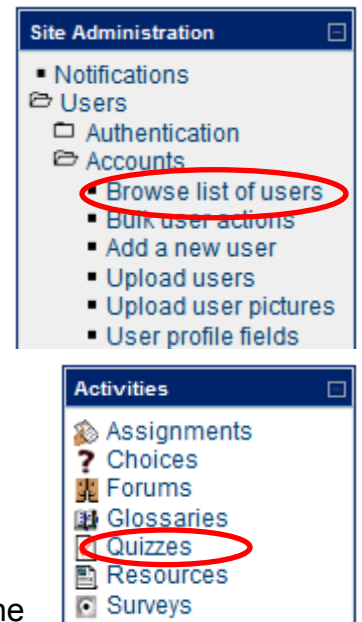 Site Administration
Notifications
Users
Authentication
Accounts
Browse list of users
Bulk user actions
Add a new user
Upload users
Upload user pictures
User profile fields
Activities
Assignments
Choices
Forums
Glossaries
Quizzes
Resources
Surveys